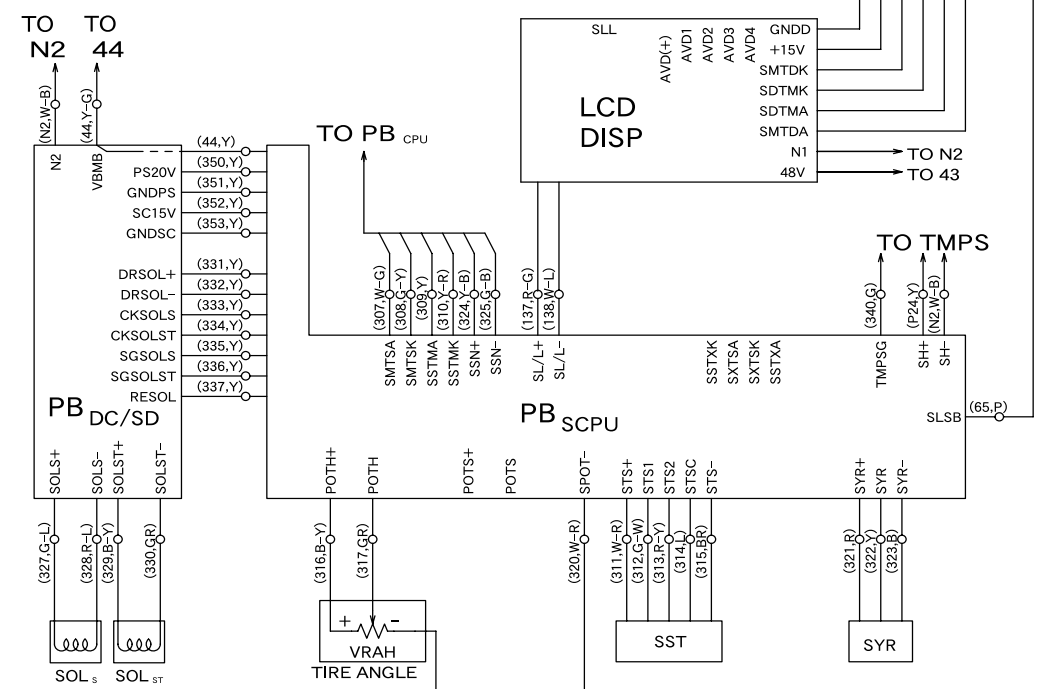 TO TO
N2 44
(N2,W-B)
(44,Y-G)
N2
VBMB
(44,Y)
PS20V (350,Y)
GNDPS (351,Y)
SC15V (352,Y)
GNDSC (353,Y)
DRSOL+ (331,Y)
DRSOL- (332,Y)
CKSOLS (333,Y)
CKSOLST (334,Y)
SGSOLS (335,Y)
SGSOLST (336,Y)
RESOL (337,Y)
PB DC/SD
SOLS+
SOLS-
SOLST+
SOLST-
(327,G-L)
(328,R-L)
(329,B-Y)
(330,GR)
SOL S
SOL ST
TO PB CPU
(307,W-G)
(308,G-Y)
(309,Y)
(310,Y-R)
(324,Y-B)
(325,G-B)
SMTSA
SMTSK
SSTMA
SSTMK
SSN+
SSN-
SLL
AVD(+)
AVD1
AVD2
AVD3
AVD4
GNDD
+15V
SMTDK
SDTMK
SDTMA
SMTDA
N1 TO N2
48V TO 43
LCD
DISP
(137,R-G)
(138,W-L)
SL/L+
SL/L-
SSTXK
SXTSA
SXTSK
SSTXA
TO TMPS
(340,G)
(P24,Y)
(N2,W-B)
TMPSG
SH+
SH-
PB SCPU
SLSB (65,P)
POTH+
POTH
POTS+
POTS
SPOT-
STS+
STS1
STS2
STSC
STS-
SYR+
SYR
SYR-
(316,B-Y)
(317,GR)
(320,W-R)
(311,W-R)
(312,G-W)
(313,R-Y)
(314,L)
(315,BR)
(321,R)
(322,Y)
(323,B)
+ -
VRAH
TIRE ANGLE
SST
SYR